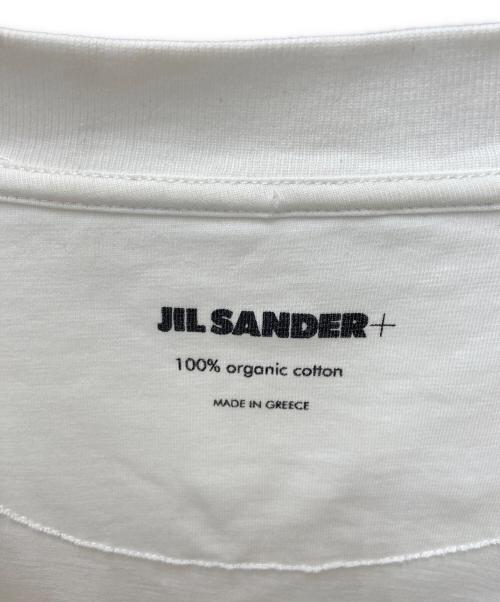 JIL SANDER+
100% organic cotton
MADE IN GREECE